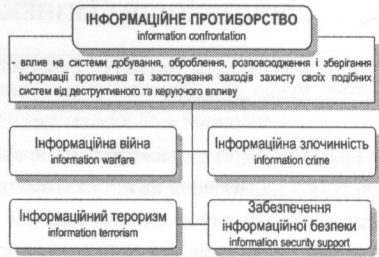 ІНФОРМАЦІЙНЕ ПРОТИБОРСТВО
information confrontation
- вплив на системи добування, оброблення, розповсюдження і зберігання
інформації противника та застосування заходів захисту своїх подібних
систем від деструктивного та керуючого впливу
Інформаційна війна
information warfare
Інформаційна злочинність
information crime
Інформаційний тероризм
information terrorism
Забезпечення
інформаційної безпеки
information security support